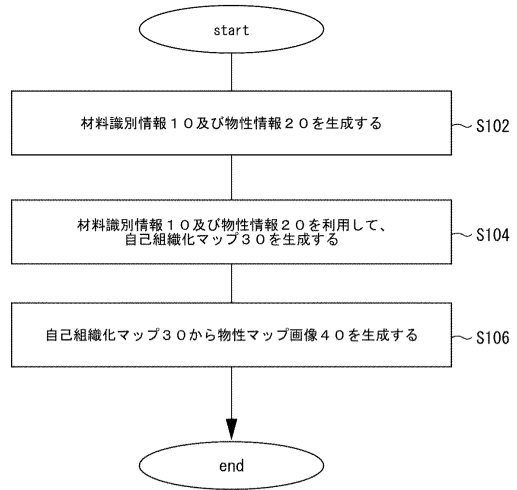 start
材料識別情報１０及び物性情報２０を生成する
S102
材料識別情報１０及び物性情報２０を利用して、
自己組織化マップ３０を生成する
S104
自己組織化マップ３０から物性マップ画像４０を生成する
S106
end